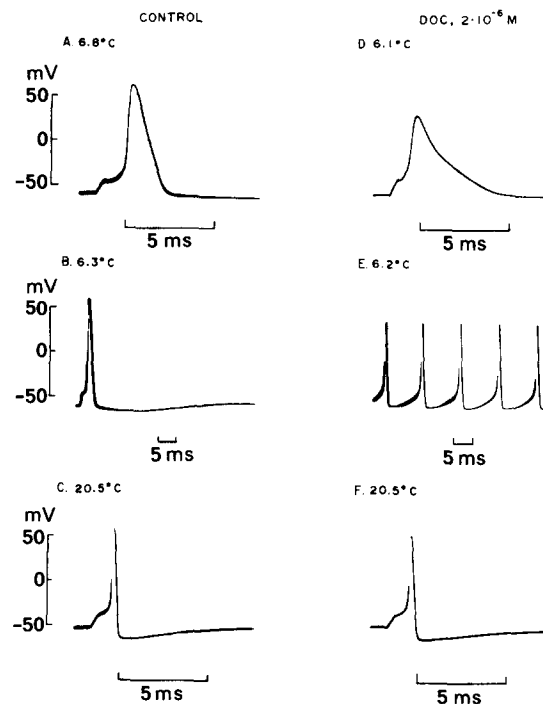 CONTROL
DOC, 2·10⁻⁶ M
A. 6.8°C
D. 6.1°C
mV
50
0
-50
5 ms
5 ms
B. 6.3°C
E. 6.2°C
mV
50
0
-50
5 ms
5 ms
C. 20.5°C
F. 20.5°C
mV
50
0
-50
5 ms
5 ms